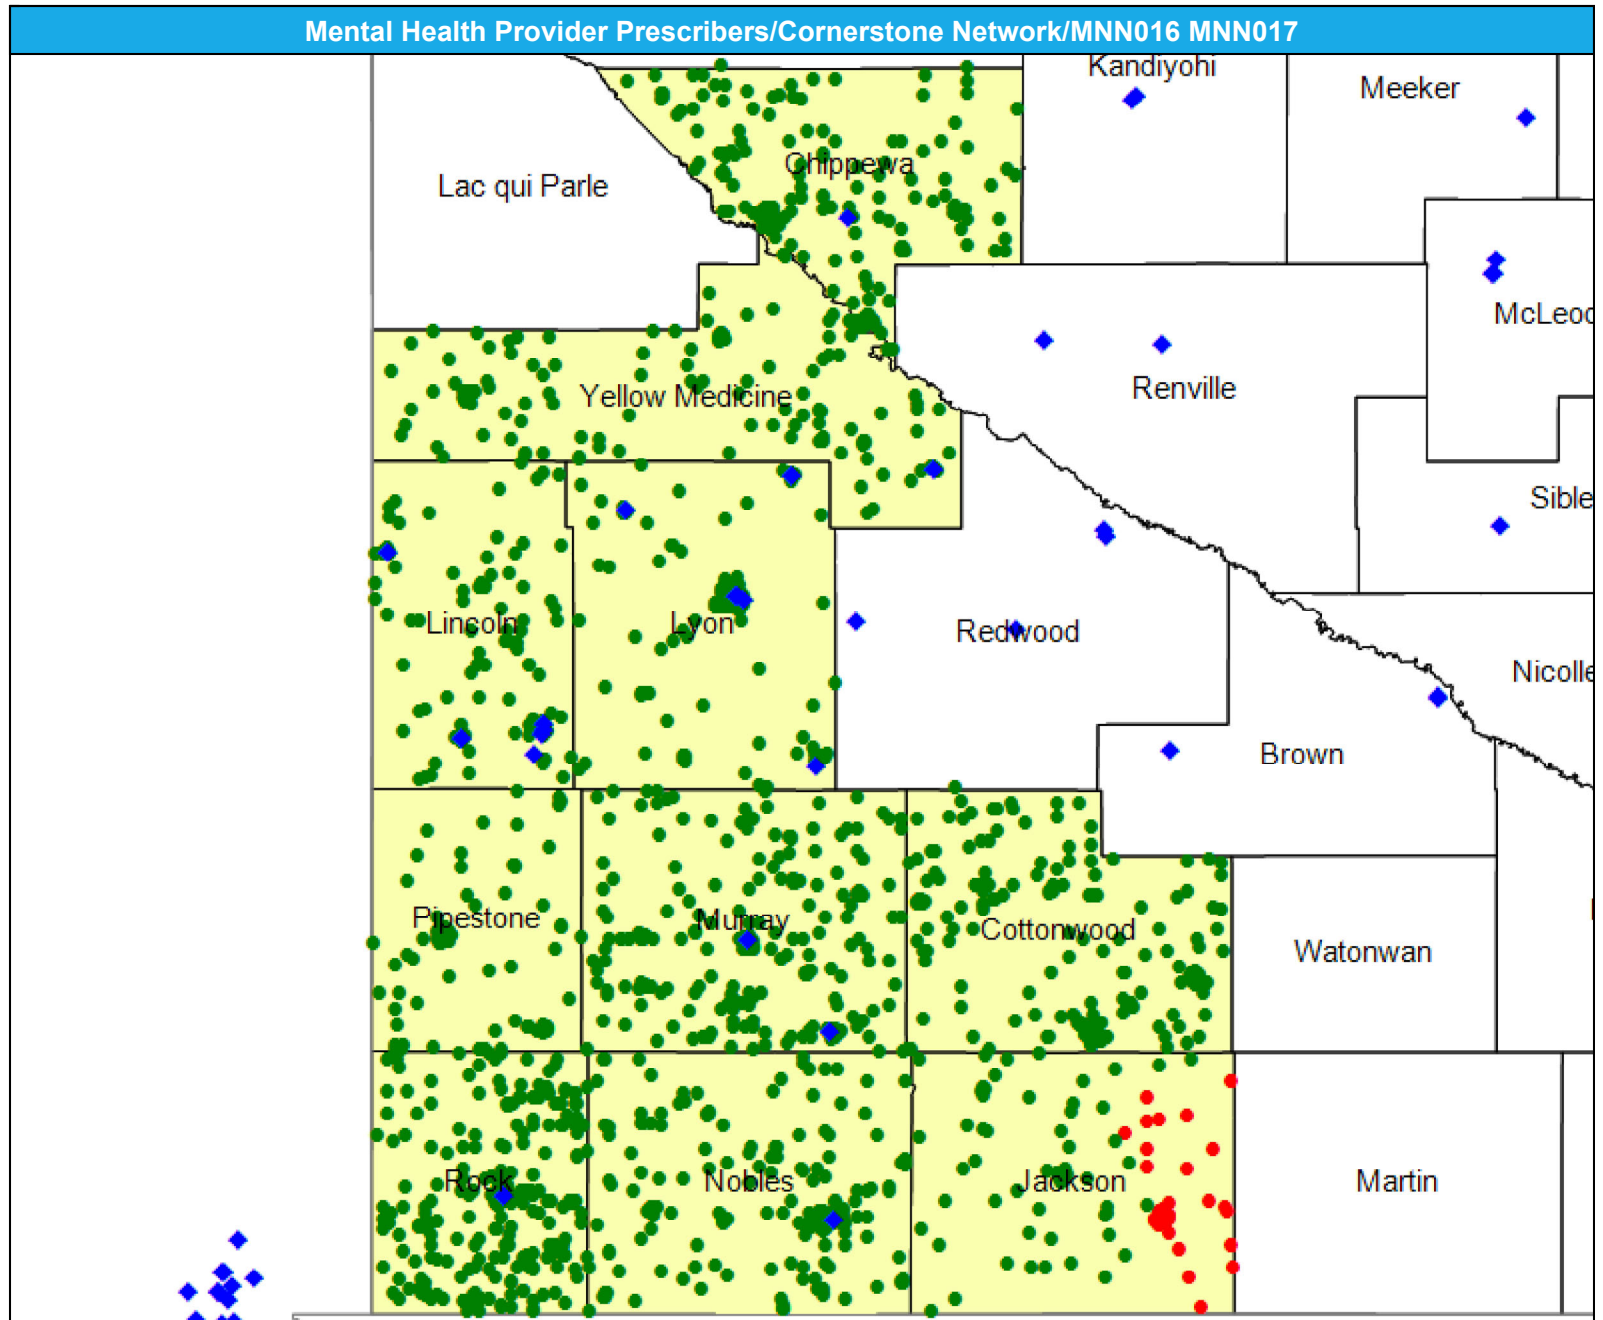 Mental Health Provider Prescribers/Cornerstone Network/MNN016 MNN017
Kandiyohi
Meeker
Chippewa
Lac qui Parle
McLeod
Renville
Yellow Medicine
Sible
Lincoln
Lyon
Redwood
Nicolle
Brown
Pipestone
Murray
Cottonwood
Watonwan
Rock
Nobles
Jackson
Martin